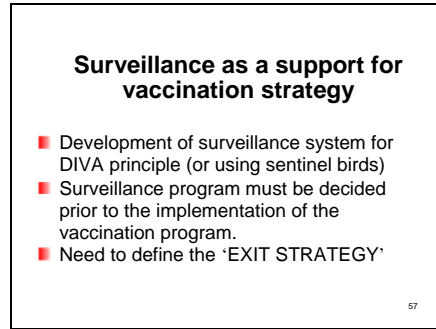 Surveillance as a support for
vaccination strategy
Development of surveillance system for
DIVA principle (or using sentinel birds)
Surveillance program must be decided
prior to the implementation of the
vaccination program.
Need to define the ‘EXIT STRATEGY’
57